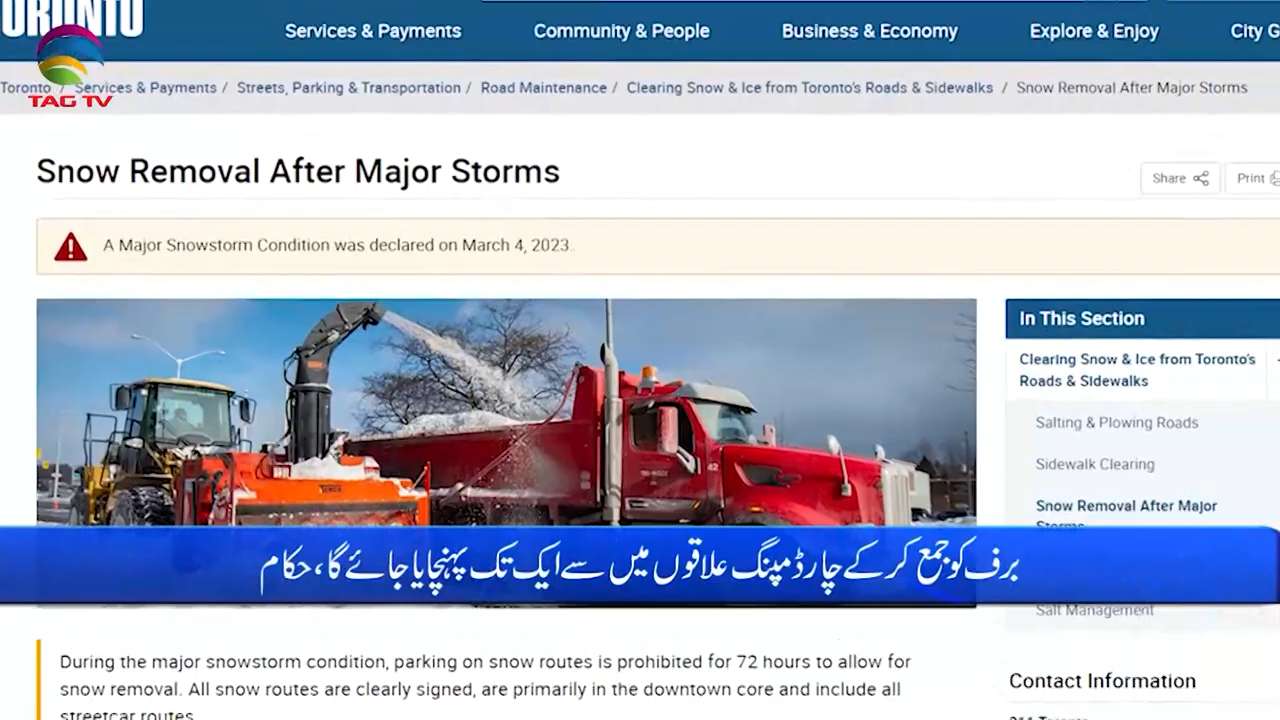 TORONTO
Services & Payments
Community & People
Business & Economy
Explore & Enjoy
City G
TAG TV
Toronto / Services & Payments / Streets, Parking & Transportation / Road Maintenance / Clearing Snow & Ice from Toronto's Roads & Sidewalks / Snow Removal After Major Storms
Snow Removal After Major Storms
Share
Print
A Major Snowstorm Condition was declared on March 4, 2023.
In This Section
Clearing Snow & Ice from Toronto's
Roads & Sidewalks
Salting & Plowing Roads
Sidewalk Clearing
Snow Removal After Major
Storms
برف کو جمع کر کے چار ڈمپنگ علاقوں میں سے ایک تک پہنچایا جائے گا، حکام
Salt Management
During the major snowstorm condition, parking on snow routes is prohibited for 72 hours to allow for
snow removal. All snow routes are clearly signed, are primarily in the downtown core and include all
streetcar routes.
Contact Information
311 Toronto